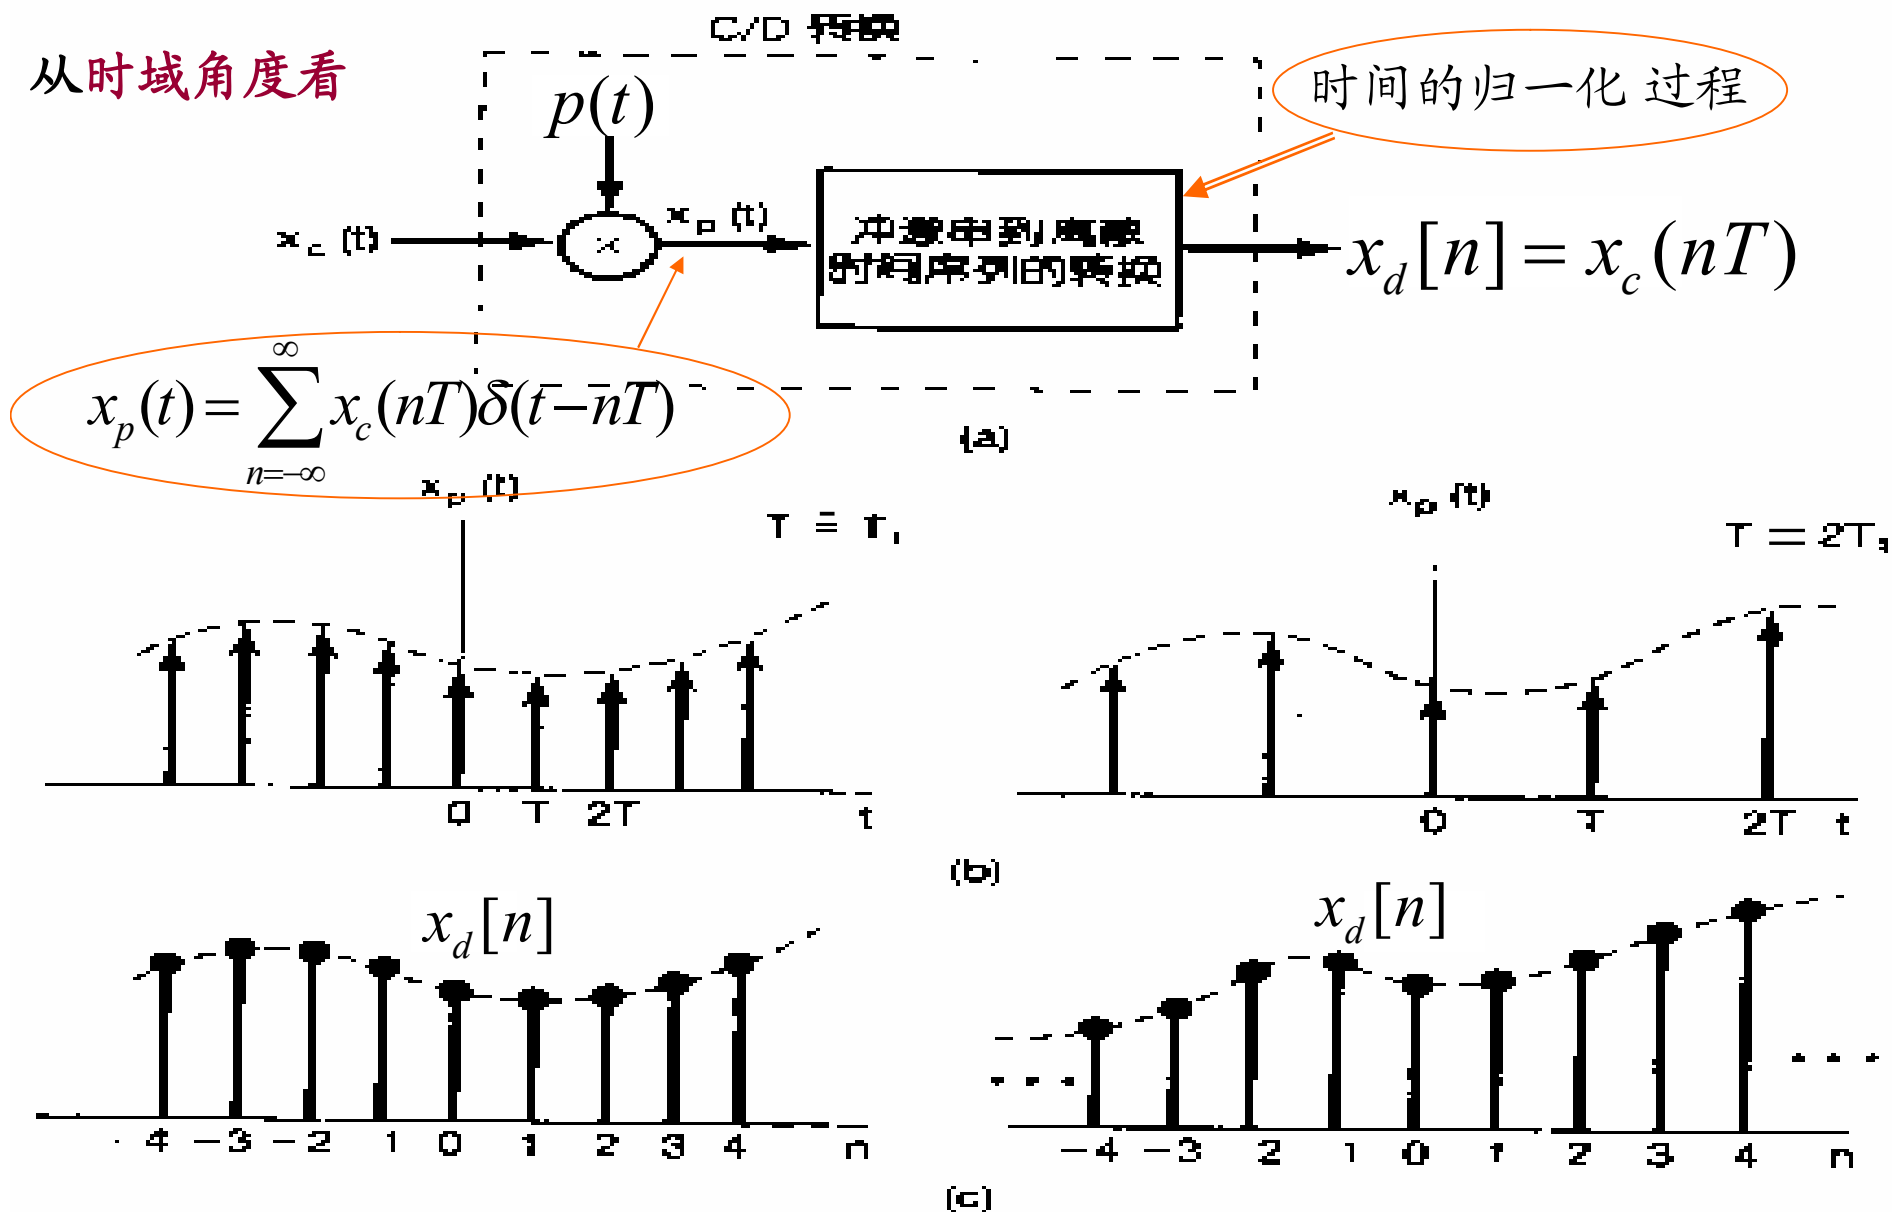 C/D 转换
从时域角度看
p(t)
时间的归一化 过程
x_c (t)
×
x_p (t)
冲激串到离散
时间序列的转换
x_d[n] = x_c(nT)
x_p(t) = ∑_{n=-∞}^{∞} x_c(nT)δ(t-nT)
(a)
x_p (t)
T = T₁
x_p (t)
T = 2T₁
0 T 2T t
0 T 2T t
(b)
x_d[n]
x_d[n]
-4 -3 -2 1 0 1 2 3 4 n
-4 -3 2 1 0 1 2 3 4 n
(c)